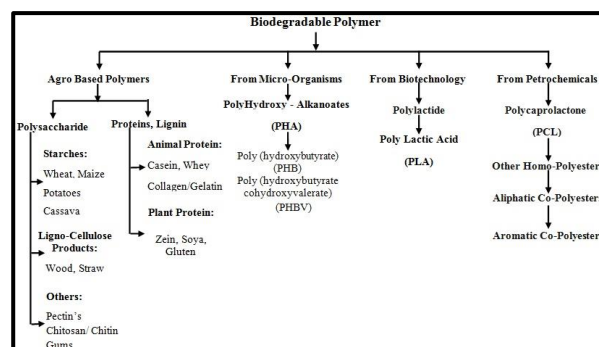 Biodegradable Polymer
Agro Based Polymers
From Micro-Organisms
From Biotechnology
From Petrochemicals
PolyHydroxy - Alkanoates
(PHA)
Polylactide
Poly Lactic Acid
(PLA)
Polycaprolactone
(PCL)
Polysaccharide
Proteins, Lignin
Starches:
Wheat, Maize
Potatoes
Cassava
Ligno-Cellulose
Products:
Wood, Straw
Others:
Pectin's
Chitosan/ Chitin
Gums
Animal Protein:
Casein, Whey
Collagen/Gelatin
Plant Protein:
Zein, Soya,
Gluten
Poly (hydroxybutyrate)
(PHB)
Poly (hydroxybutyrate
cohydroxyvalerate)
(PHBV)
Other Homo-Polyester
Aliphatic Co-Polyesters
Aromatic Co-Polyester